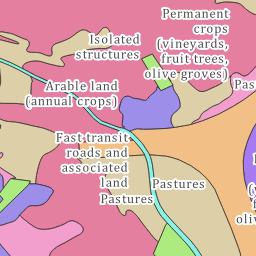 Permanent
crops
(vineyards,
fruit trees,
olive groves)
Isolated
structures
Arable land
(annual crops)
Pas
Fast transit
roads and
associated
land
Pastures
Pastures
(v
f
oliv